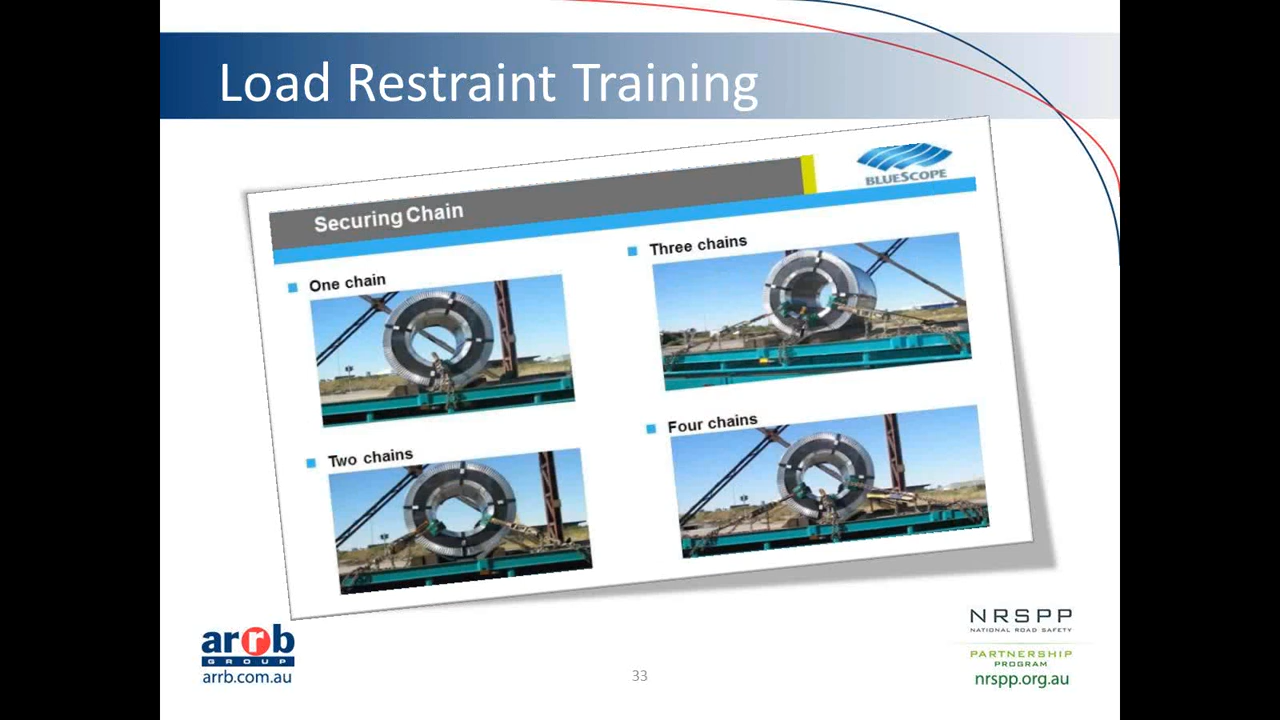 Load Restraint Training
BLUESCOPE
Securing Chain
One chain
Three chains
Two chains
Four chains
arrb
GROUP
arrb.com.au
33
NRSPP
NATIONAL ROAD SAFETY
PARTNERSHIP
PROGRAM
nrspp.org.au